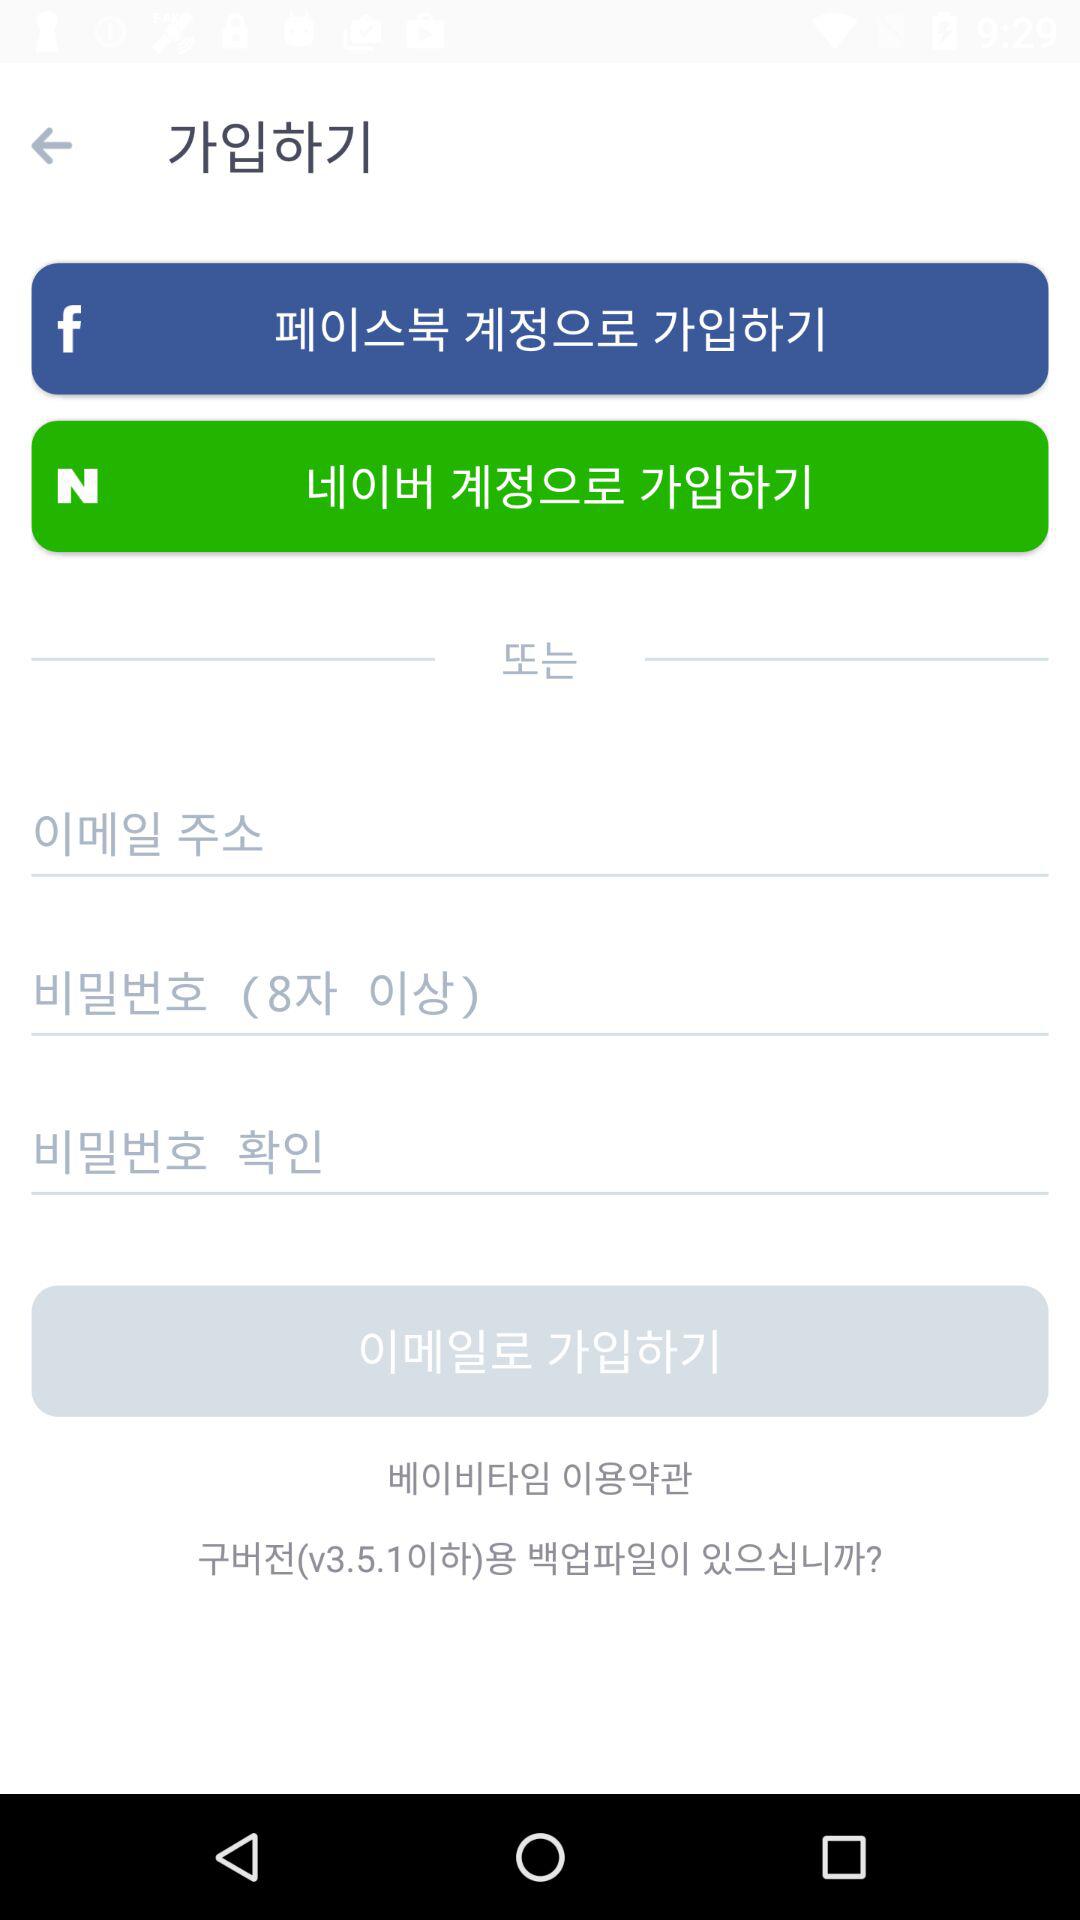 9:29
가입하기
f 페이스북 계정으로 가입하기
N 네이버 계정으로 가입하기
또는
이메일 주소
비밀번호 (8자 이상)
비밀번호 확인
이메일로 가입하기
베이비타임 이용약관
구버전(v3.5.1이하)용 백업파일이 있으십니까?